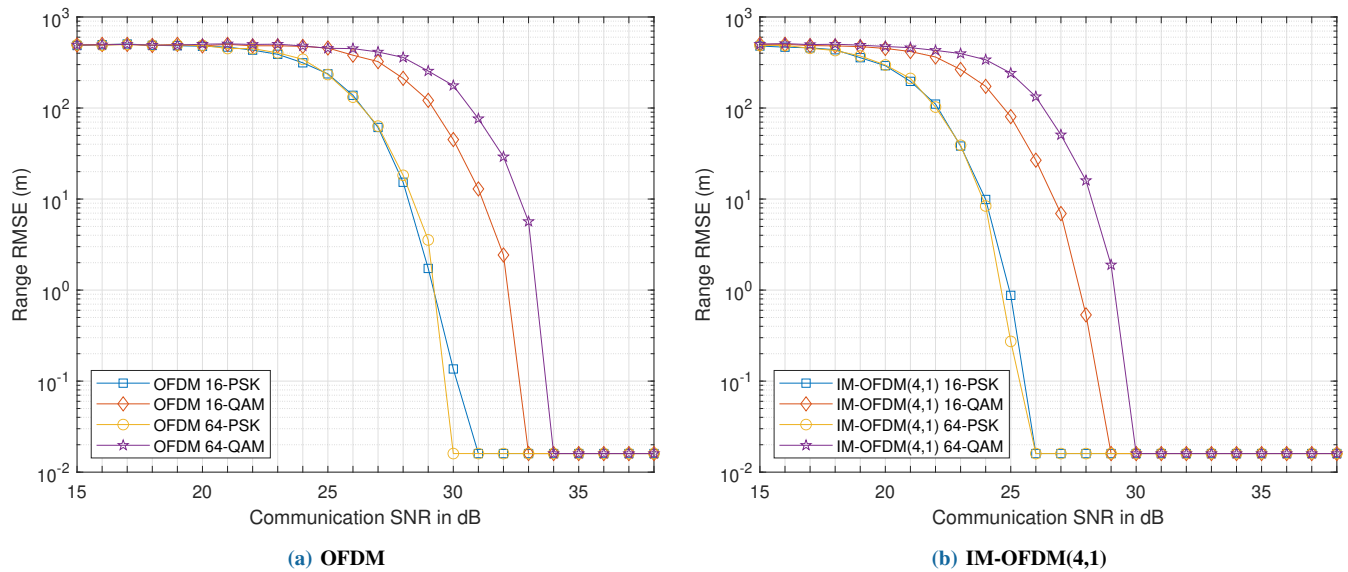 10^3
10^2
10^1
10^0
10^-1
10^-2
Range RMSE (m)
OFDM 16-PSK
OFDM 16-QAM
OFDM 64-PSK
OFDM 64-QAM
15 20 25 30 35
Communication SNR in dB
(a) OFDM
10^3
10^2
10^1
10^0
10^-1
10^-2
Range RMSE (m)
IM-OFDM(4,1) 16-PSK
IM-OFDM(4,1) 16-QAM
IM-OFDM(4,1) 64-PSK
IM-OFDM(4,1) 64-QAM
15 20 25 30 35
Communication SNR in dB
(b) IM-OFDM(4,1)